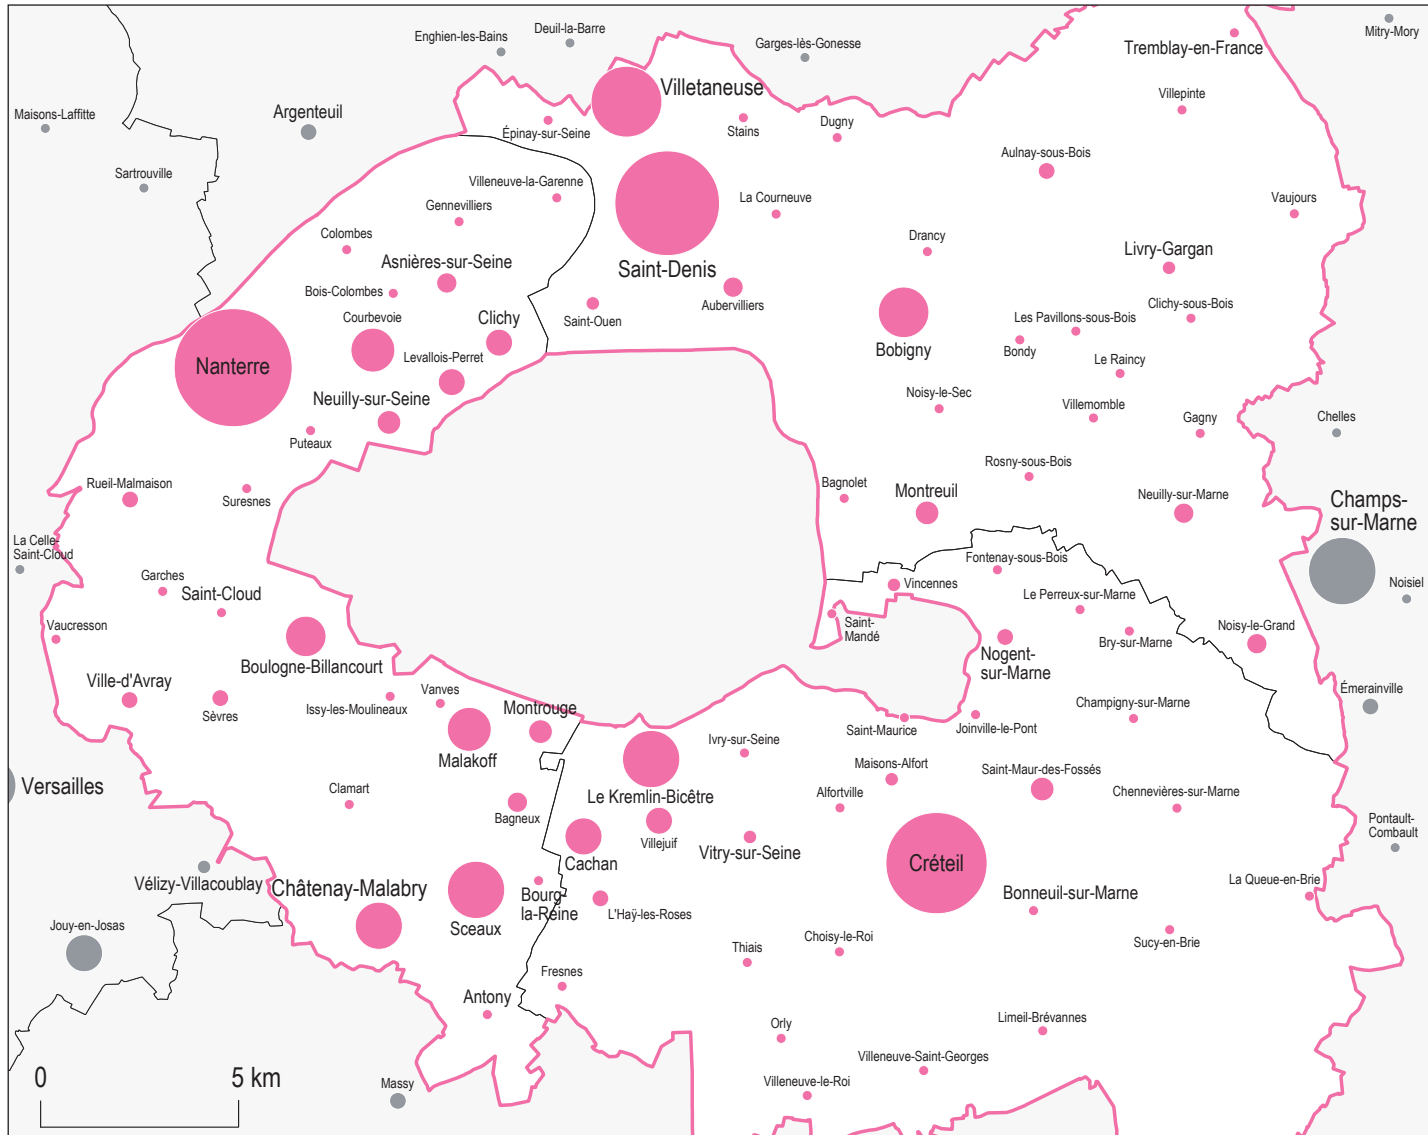 Deuil-la-Barre
Enghien-les-Bains
Garges-lès-Gonesse
Mitry-Mory
Tremblay-en-France
Villetaneuse
Villepinte
Maisons-Laffitte
Argenteuil
Épinay-sur-Seine
Stains
Dugny
Aulnay-sous-Bois
Sartrouville
Villeneuve-la-Garenne
Gennevilliers
La Courneuve
Vaujours
Colombes
Drancy
Livry-Gargan
Asnières-sur-Seine
Saint-Denis
Bois-Colombes
Aubervilliers
Clichy-sous-Bois
Courbevoie
Clichy
Saint-Ouen
Les Pavillons-sous-Bois
Bobigny
Bondy
Levallois-Perret
Le Raincy
Nanterre
Neuilly-sur-Seine
Noisy-le-Sec
Villemomble
Gagny
Chelles
Puteaux
Rosny-sous-Bois
Rueil-Malmaison
Suresnes
Bagnolet
Montreuil
Neuilly-sur-Marne
Champs-
sur-Marne
La Celle-
Saint-Cloud
Fontenay-sous-Bois
Garches
Saint-Cloud
Vincennes
Noisiel
Le Perreux-sur-Marne
Vaucresson
Saint-
Mandé
Bry-sur-Marne
Noisy-le-Grand
Boulogne-Billancourt
Nogent-
sur-Marne
Ville-d'Avray
Sèvres
Issy-les-Moulineaux
Vanves
Montrouge
Émerainville
Champigny-sur-Marne
Saint-Maurice
Joinville-le-Pont
Malakoff
Ivry-sur-Seine
Maisons-Alfort
Saint-Maur-des-Fossés
Versailles
Clamart
Bagneux
Le Kremlin-Bicêtre
Alfortville
Chennevières-sur-Marne
Pontault-
Combault
Villejuif
Cachan
Vitry-sur-Seine
Créteil
Vélizy-Villacoublay
Châtenay-Malabry
Bourg-
la-Reine
Bonneuil-sur-Marne
La Queue-en-Brie
L'Haÿ-les-Roses
Jouy-en-Josas
Sceaux
Choisy-le-Roi
Sucy-en-Brie
Thiais
Fresnes
Antony
Orly
Limeil-Brévannes
Villeneuve-Saint-Georges
0
5 km
Massy
Villeneuve-le-Roi